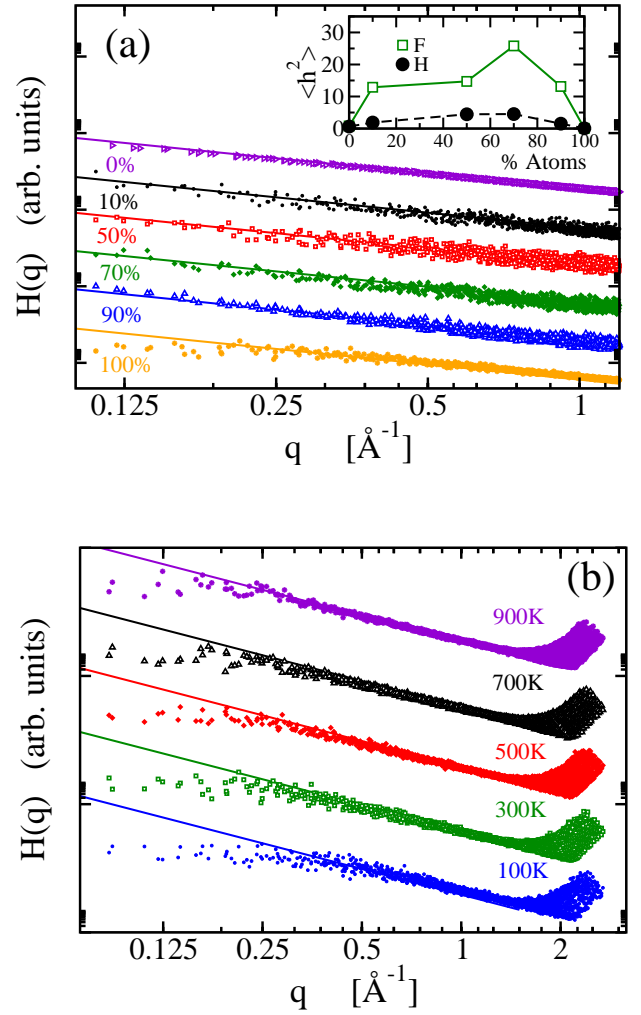 (a)
<h²>
30
20
10
0
F
H
0 20 40 60 80 100
% Atoms
H(q) (arb. units)
0%
10%
50%
70%
90%
100%
0.125 0.25 0.5 1
q [Å⁻¹]
(b)
H(q) (arb. units)
900K
700K
500K
300K
100K
0.125 0.25 0.5 1 2
q [Å⁻¹]